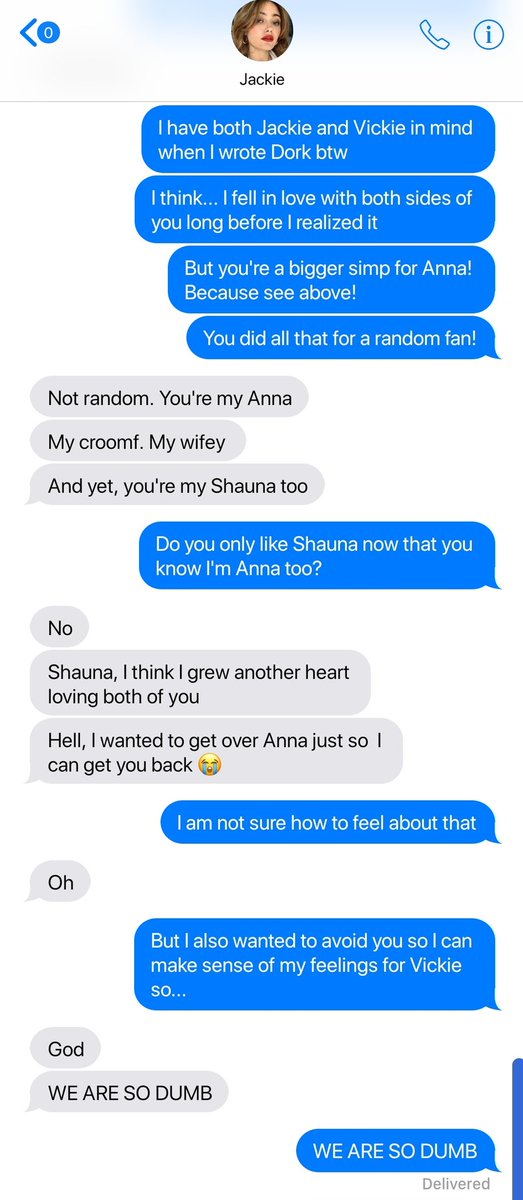 0
Jackie
I have both Jackie and Vickie in mind
when I wrote Dork btw
I think... I fell in love with both sides of
you long before I realized it
But you're a bigger simp for Anna!
Because see above!
You did all that for a random fan!
Not random. You're my Anna
My croomf. My wifey
And yet, you're my Shauna too
Do you only like Shauna now that you
know I'm Anna too?
No
Shauna, I think I grew another heart
loving both of you
Hell, I wanted to get over Anna just so I
can get you back 😭
I am not sure how to feel about that
Oh
But I also wanted to avoid you so I can
make sense of my feelings for Vickie
so...
God
WE ARE SO DUMB
WE ARE SO DUMB
Delivered